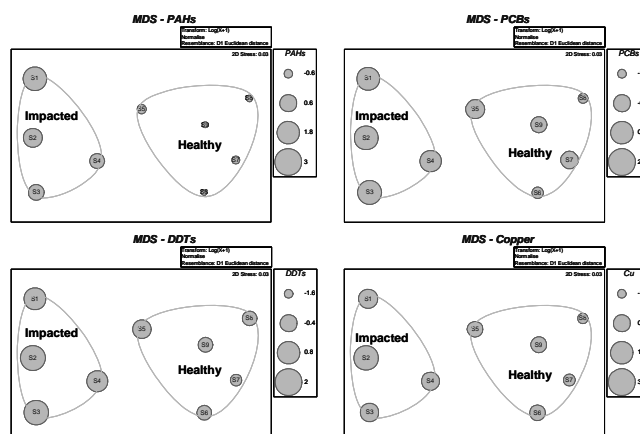 MDS - PAHs
Transform: Log(X+1)
Normalise
Resemblance: D1 Euclidean distance
2D Stress: 0.03
PAHs
-0.6
0.6
1.8
3
S1
Impacted
S2
S4
S3
S5
Healthy
S7
MDS - PCBs
Transform: Log(X+1)
Normalise
Resemblance: D1 Euclidean distance
2D Stress: 0.03
PCBs
S1
Impacted
S2
S4
S3
S5
S8
S9
Healthy
S7
S6
MDS - DDTs
Transform: Log(X+1)
Normalise
Resemblance: D1 Euclidean distance
2D Stress: 0.03
DDTs
-1.6
-0.4
0.8
2
S1
Impacted
S2
S4
S3
S5
S8
S9
Healthy
S7
S6
MDS - Copper
Transform: Log(X+1)
Normalise
Resemblance: D1 Euclidean distance
2D Stress: 0.03
Cu
S1
Impacted
S2
S4
S3
S5
S8
S9
Healthy
S7
S6